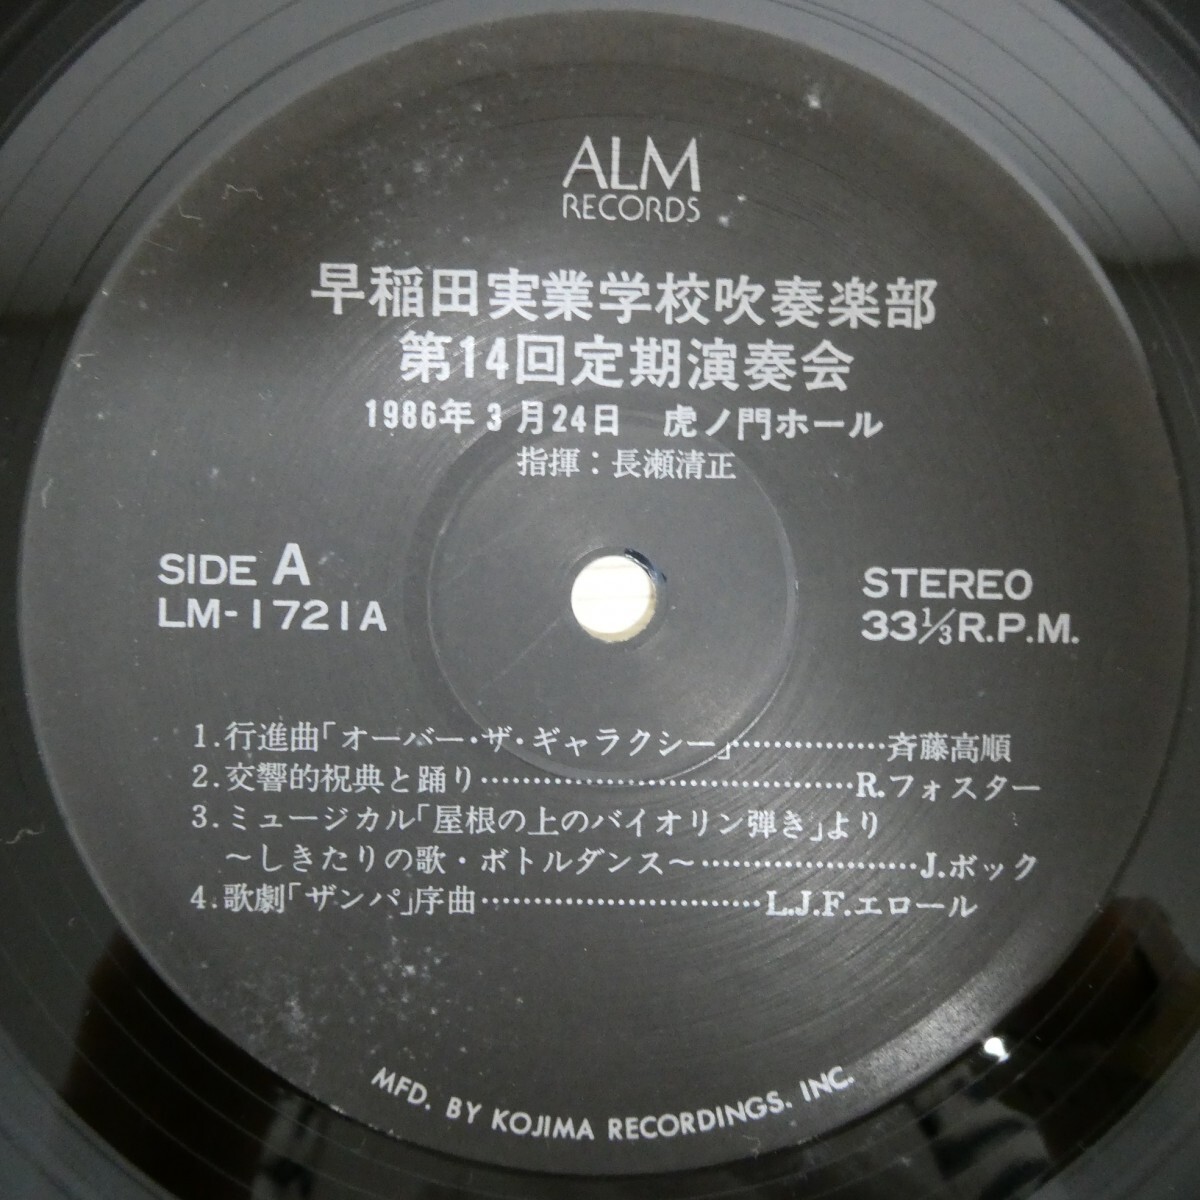 ALM
RECORDS
早稲田実業学校吹奏楽部
第14回定期演奏会
1986年3月24日 虎ノ門ホール
指揮：長瀬清正
SIDE A
LM-1721A
STEREO
33⅓R.P.M.
1.行進曲「オーバー・ザ・ギャラクシー」……………斉藤高順
2.交響的祝典と踊り………………………………R.フォスター
3.ミュージカル「屋根の上のバイオリン弾き」より
～しきたりの歌・ボトルダンス～…………………J.ボック
4.歌劇「ザンパ」序曲………………………L.J.F.エロール
MFD. BY KOJIMA RECORDINGS, INC.